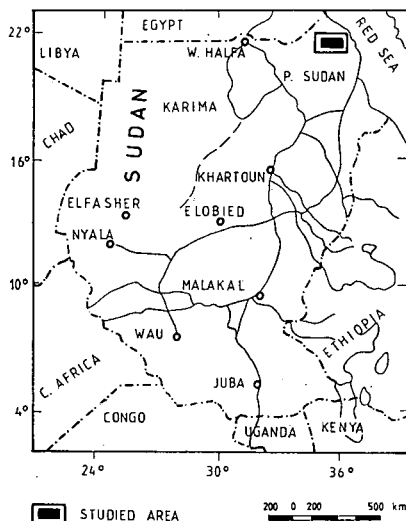 22°
EGYPT
RED SEA
LIBYA
W. HALFA
P. SUDAN
KARIMA
CHAD
SUDAN
16°
KHARTOUN
ELFASHER
ELOBIED
NYALA
10°
MALAKAL
WAU
ETHIOPIA
C. AFRICA
JUBA
4°
CONGO
UGANDA
KENYA
24° 30° 36°
STUDIED AREA
200 0 200 500 km